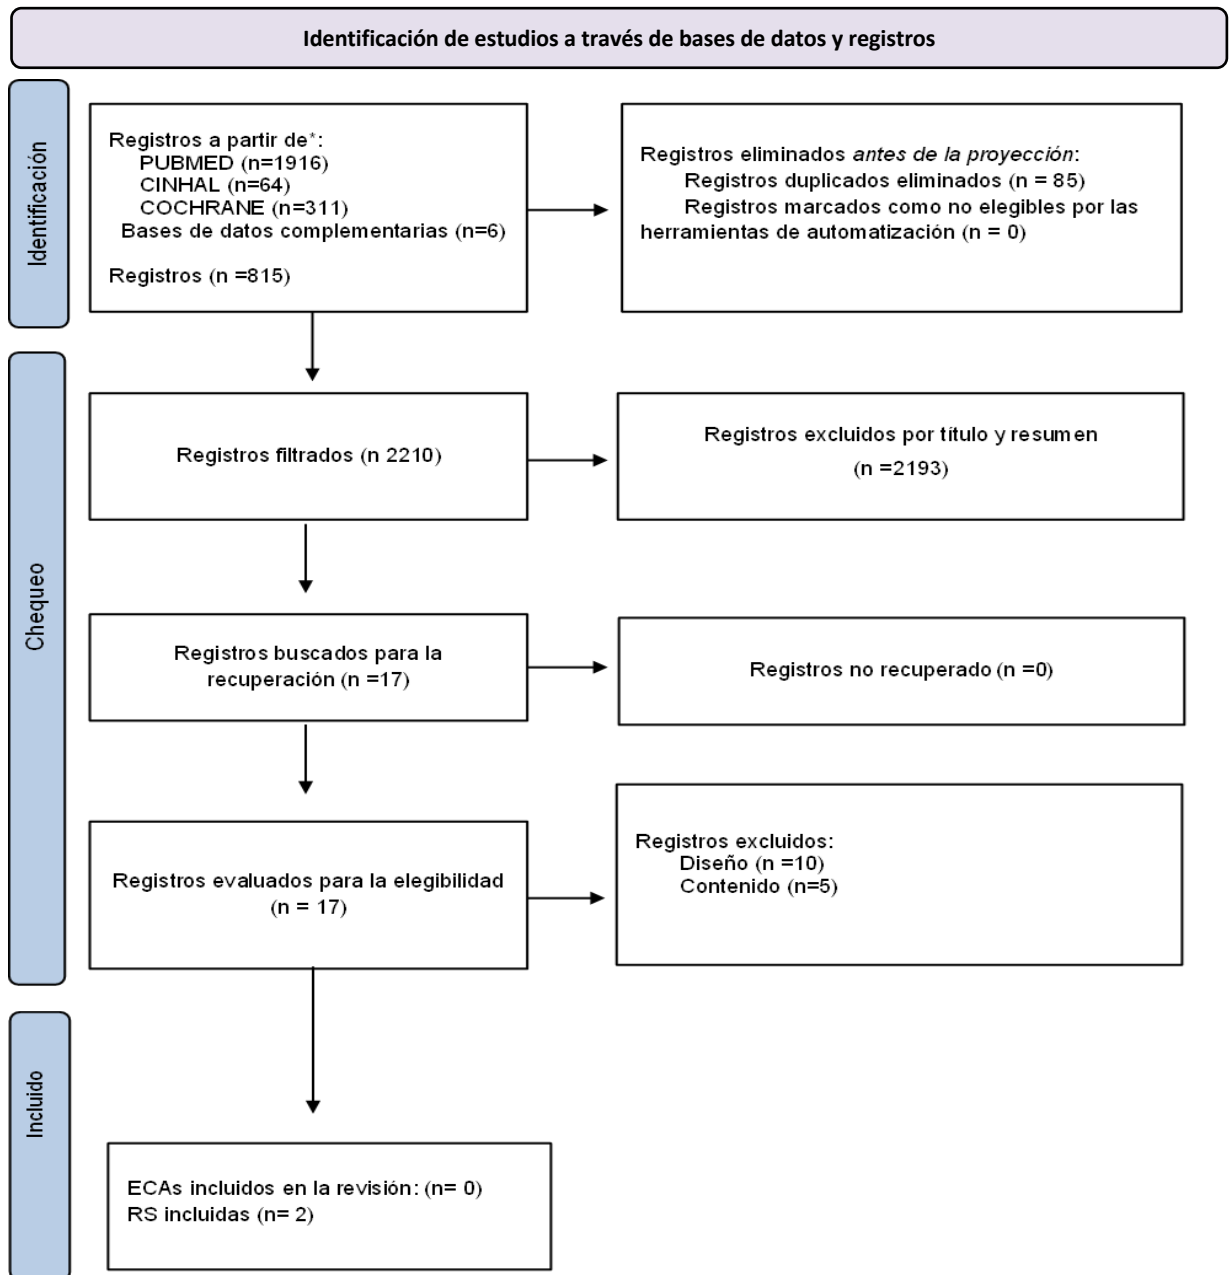 Identificación de estudios a través de bases de datos y registros
Identificación
Registros a partir de*:
PUBMED (n=1916)
CINHAL (n=64)
COCHRANE (n=311)
Bases de datos complementarias (n=6)
Registros (n =815)
Registros eliminados antes de la proyección:
Registros duplicados eliminados (n = 85)
Registros marcados como no elegibles por las
herramientas de automatización (n = 0)
Chequeo
Registros filtrados (n 2210)
Registros excluidos por título y resumen
(n =2193)
Registros buscados para la
recuperación (n =17)
Registros no recuperado (n =0)
Registros evaluados para la elegibilidad
(n = 17)
Registros excluidos:
Diseño (n =10)
Contenido (n=5)
Incluido
ECAs incluidos en la revisión: (n= 0)
RS incluidas (n= 2)